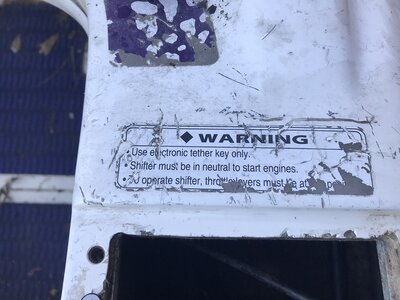 WARNING
• Use electronic tether key only.
• Shifter must be in neutral to start engines.
• To operate shifter, throttle levers must be at